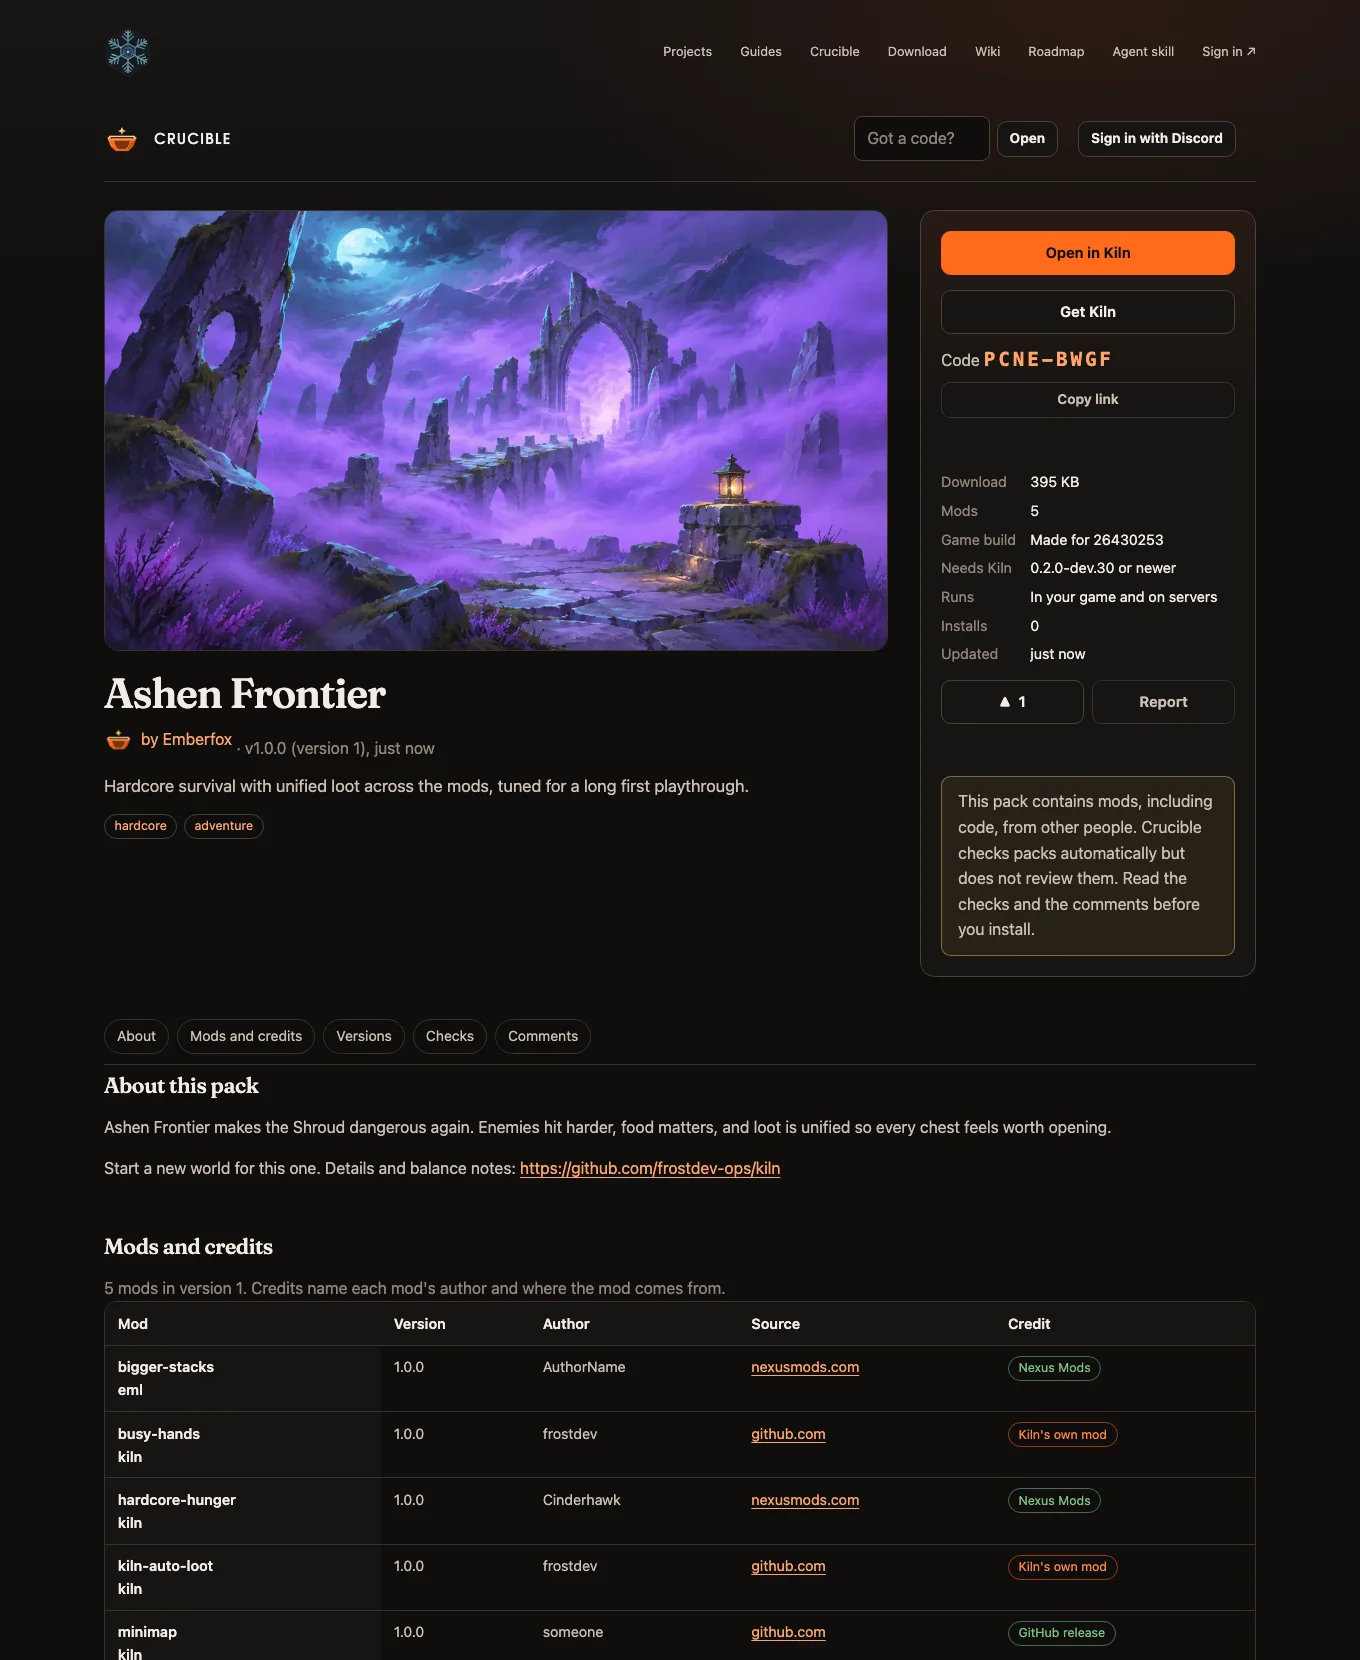 Projects Guides Crucible Download Wiki Roadmap Agent skill Sign in ↗
CRUCIBLE
Got a code? Open Sign in with Discord
Open in Kiln
Get Kiln
Code PCNE-BWGF
Copy link
Download 395 KB
Mods 5
Game build Made for 26430253
Needs Kiln 0.2.0-dev.30 or newer
Runs In your game and on servers
Installs 0
Updated just now
▲ 1 Report
This pack contains mods, including
code, from other people. Crucible
checks packs automatically but
does not review them. Read the
checks and the comments before
you install.
Ashen Frontier
by Emberfox · v1.0.0 (version 1), just now
Hardcore survival with unified loot across the mods, tuned for a long first playthrough.
hardcore adventure
About Mods and credits Versions Checks Comments
About this pack
Ashen Frontier makes the Shroud dangerous again. Enemies hit harder, food matters, and loot is unified so every chest feels worth opening.
Start a new world for this one. Details and balance notes: https://github.com/frostdev-ops/kiln
Mods and credits
5 mods in version 1. Credits name each mod's author and where the mod comes from.
Mod Version Author Source Credit
bigger-stacks 1.0.0 AuthorName nexusmods.com Nexus Mods
eml
busy-hands 1.0.0 frostdev github.com Kiln's own mod
kiln
hardcore-hunger 1.0.0 Cinderhawk nexusmods.com Nexus Mods
kiln
kiln-auto-loot 1.0.0 frostdev github.com Kiln's own mod
kiln
minimap 1.0.0 someone github.com GitHub release
kiln